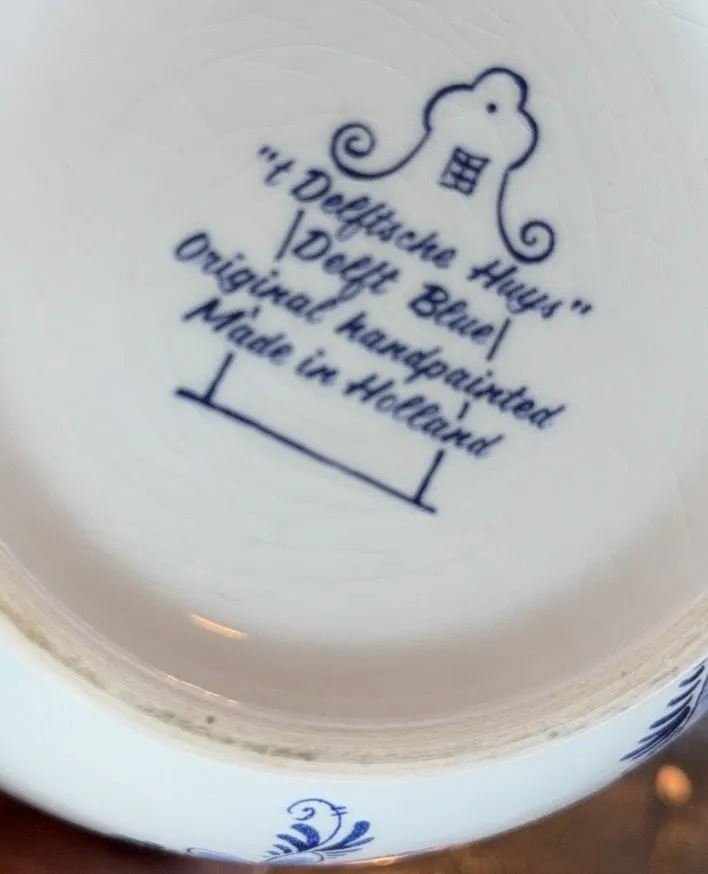 "t Delftsche Huys"
Delft Blue
Original handpainted
Made in Holland